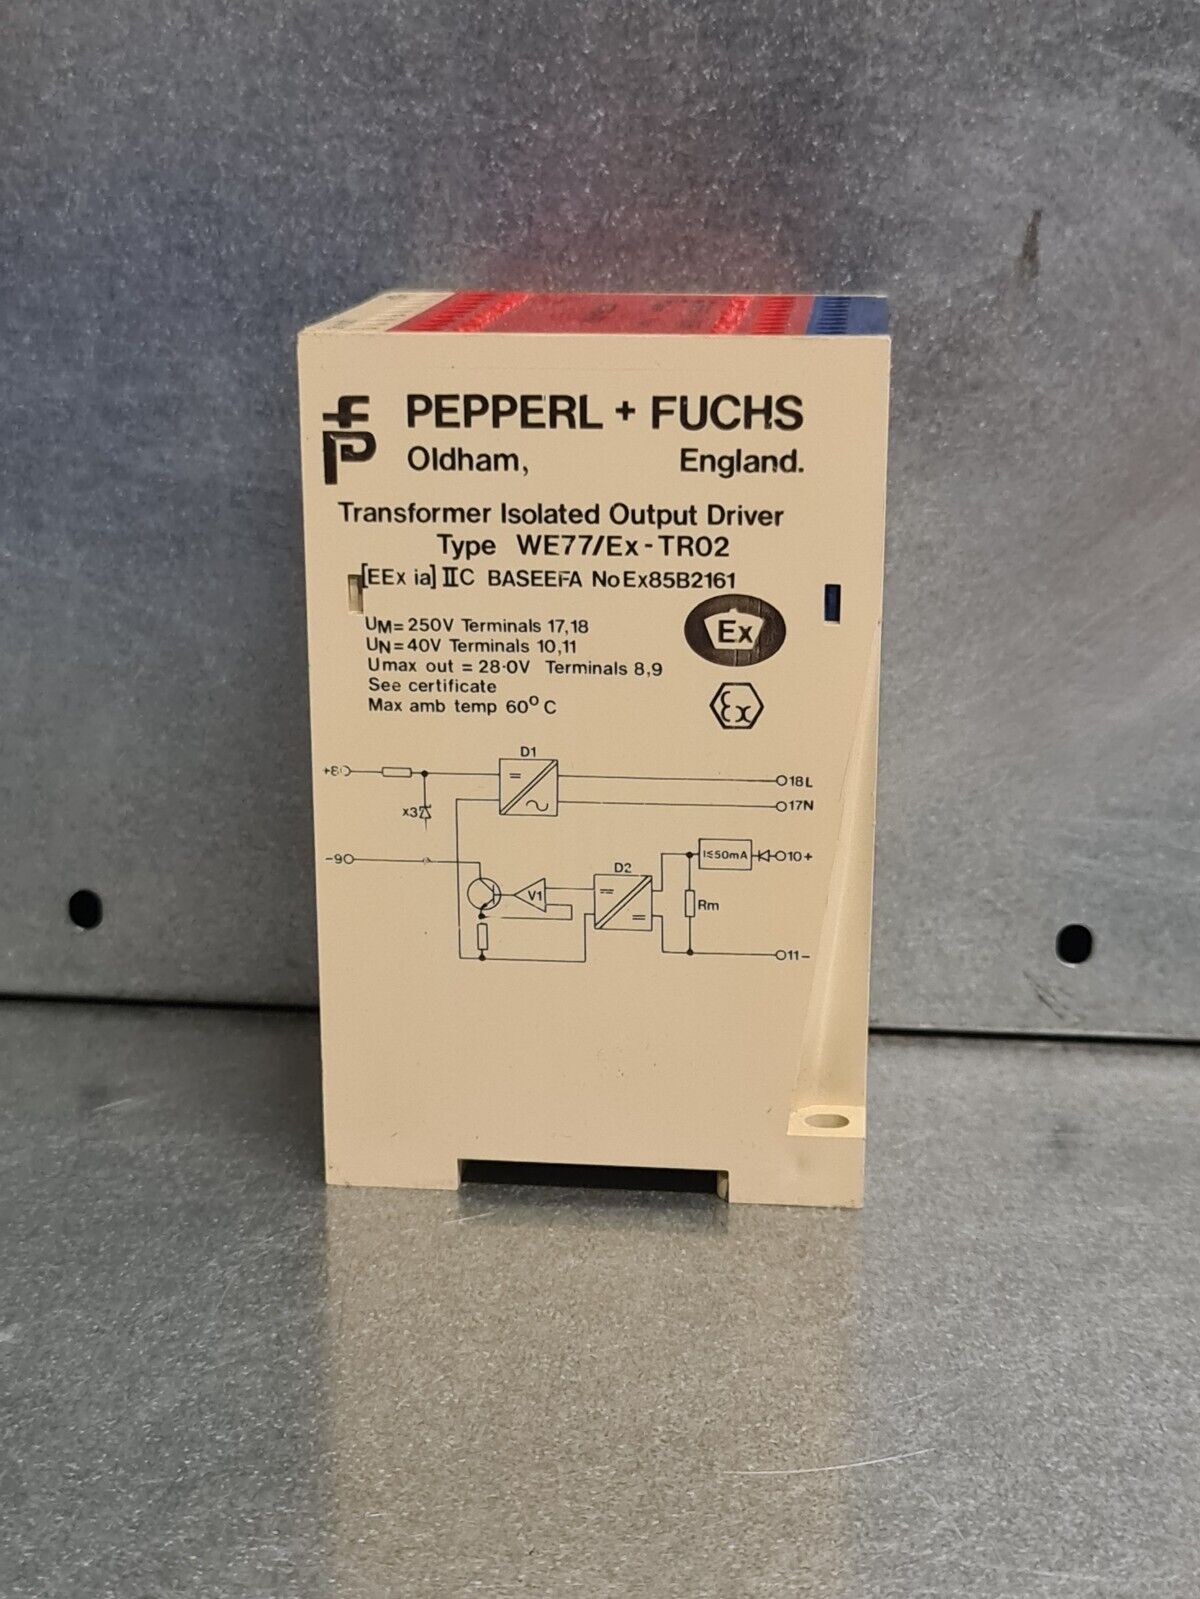 PEPPERL + FUCHS
Oldham, England.
Transformer Isolated Output Driver
Type WE77/Ex-TR02
[EEx ia] IIC BASEEFA No Ex85B2161
UM= 250V Terminals 17,18
UN= 40V Terminals 10,11
Umax out = 28·0V Terminals 8,9
See certificate
Max amb temp 60° C
Ex
Ex
D1
+8
18L
x3
17N
-9
I≤50mA
10+
D2
V1
Rm
11-